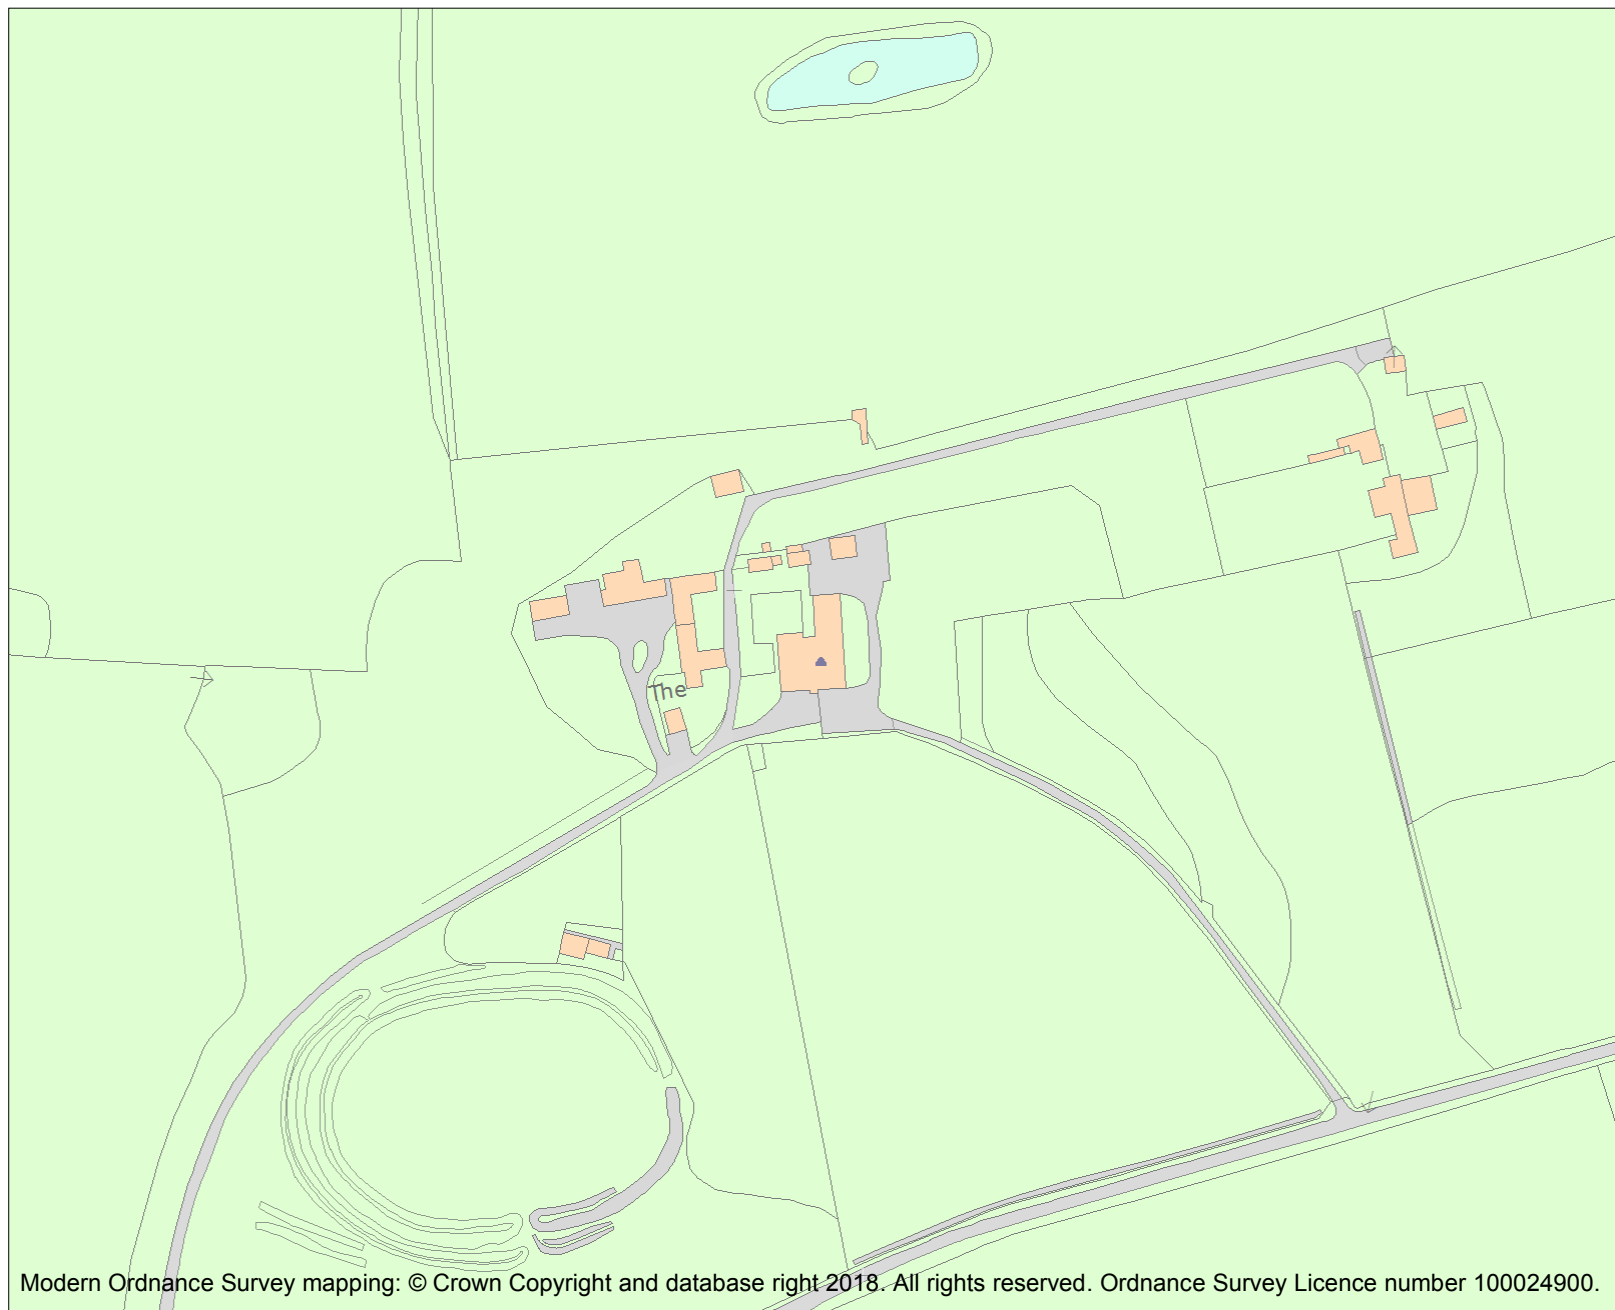 The
Modern Ordnance Survey mapping: © Crown Copyright and database right 2018. All rights reserved. Ordnance Survey Licence number 100024900.